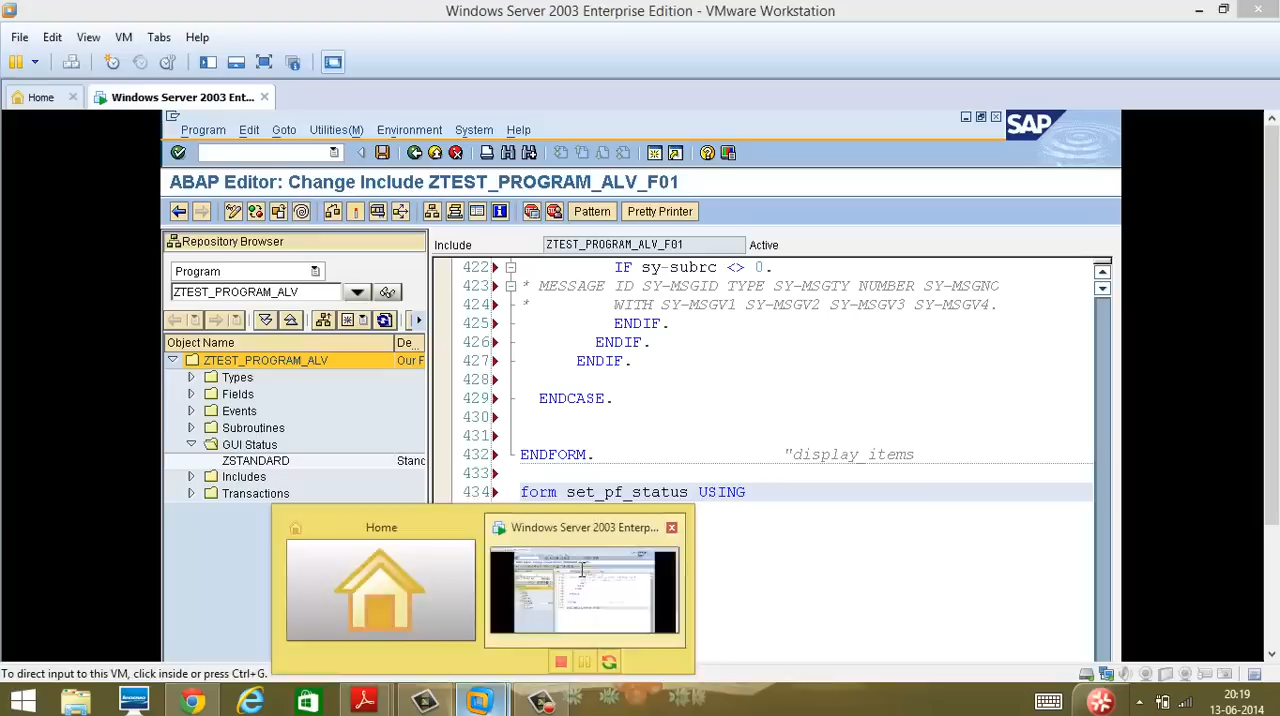 Windows Server 2003 Enterprise Edition - VMware Workstation
File Edit View VM Tabs Help
Home Windows Server 2003 Ent...
Program Edit Goto Utilities(M) Environment System Help
SAP
ABAP Editor: Change Include ZTEST_PROGRAM_ALV_F01
Pattern Pretty Printer
Repository Browser
Include ZTEST_PROGRAM_ALV_F01 Active
Program
ZTEST_PROGRAM_ALV
Object Name De...
ZTEST_PROGRAM_ALV Our F
Types
Fields
Events
Subroutines
GUI Status
ZSTANDARD Stanc
Includes
Transactions
422 IF sy-subrc <> 0.
423 * MESSAGE ID SY-MSGID TYPE SY-MSGTY NUMBER SY-MSGNO
424 * WITH SY-MSGV1 SY-MSGV2 SY-MSGV3 SY-MSGV4.
425 ENDIF.
426 ENDIF.
427 ENDIF.
428
429 ENDCASE.
430
431
432 ENDFORM. "display_items
433
434 form set_pf_status USING
Home Windows Server 2003 Enterp...
To direct input to this VM, click inside or press Ctrl+G.
lenovo
20:19
13-06-2014